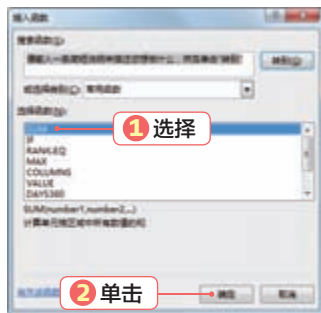 插入函数
搜索函数(S):
请输入一条简短说明来描述您想做什么，然后单击“转到”
转到(G)
或选择类别(C): 常用函数
选择函数(N):
SUM
1 选择
IF
RANK.EQ
MAX
COLUMNS
VALUE
DAYS360
SUM(number1,number2,...)
计算单元格区域中所有数值的和
有关该函数
2 单击
确定
取消